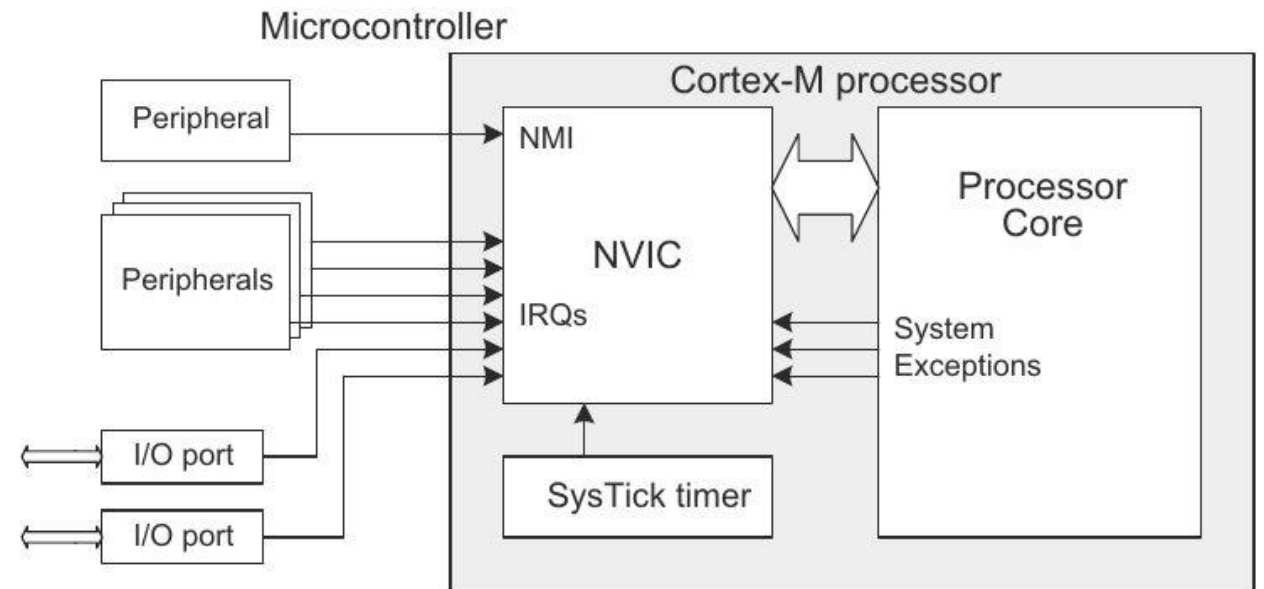 Microcontroller
Cortex-M processor
Peripheral
NMI
Processor
Core
NVIC
Peripherals
IRQs
System
Exceptions
I/O port
SysTick timer
I/O port